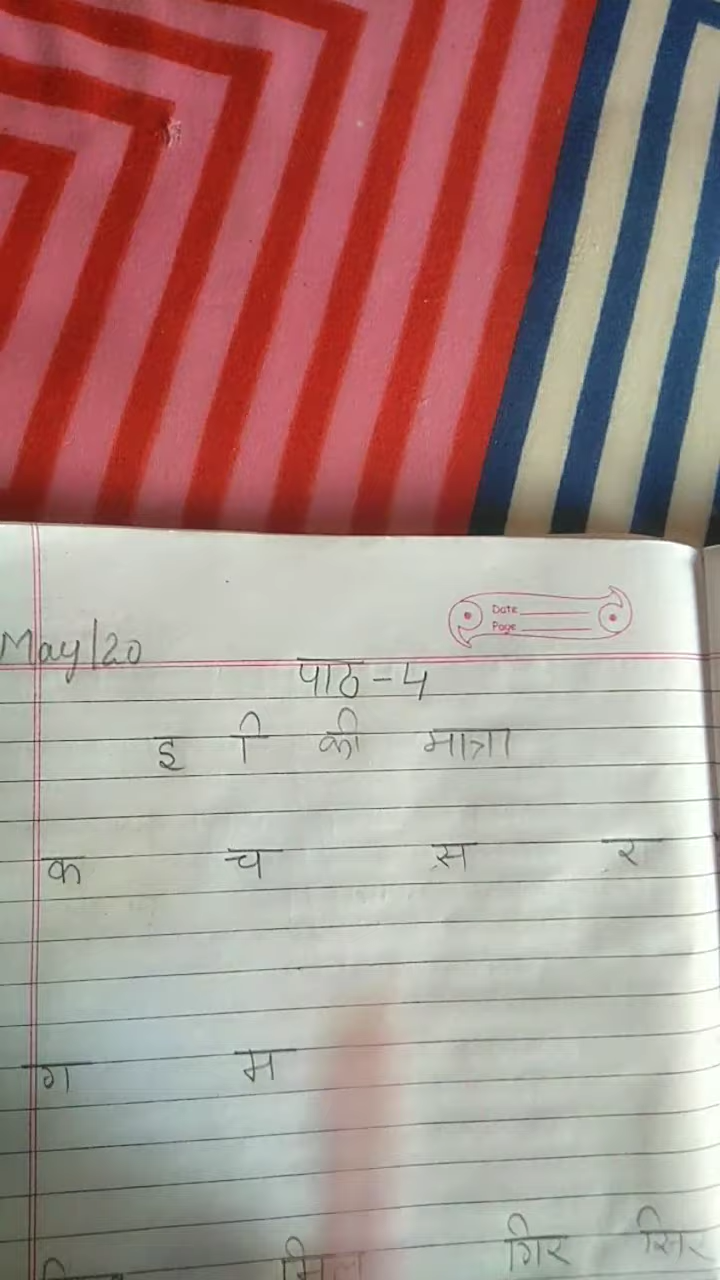 Date
Page
May/20
पाठ - 4
इ ि की मात्रा
क च स र
ग म
मिल गिर सिर